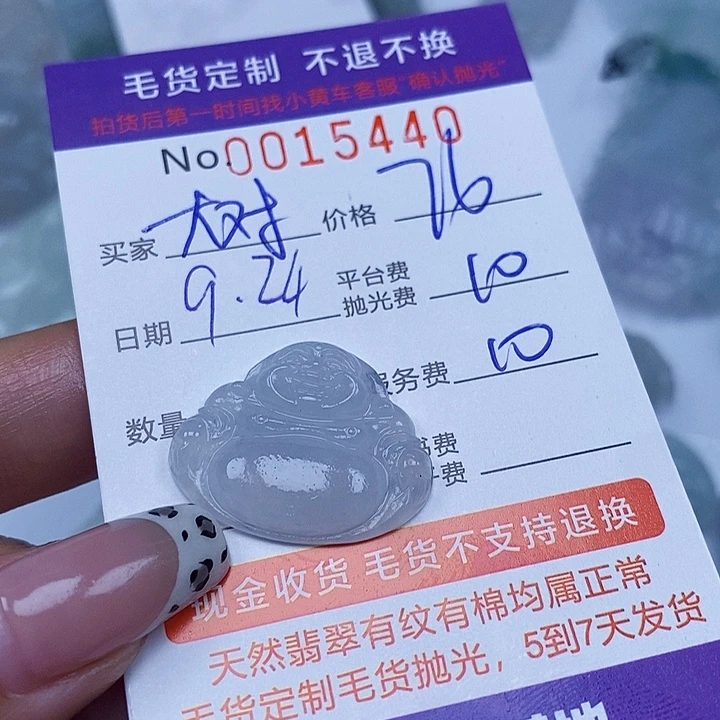 毛货定制 不退不换
拍货后第一时间找小黄车客服“确认抛光”
No.0015440
买家 大树 价格 76
日期 9.24 平台费 抛光费 10
数量 服务费 10
书费
费
现金收货 毛货不支持退换
天然翡翠有纹有棉均属正常
毛货定制毛货抛光，5到7天发货